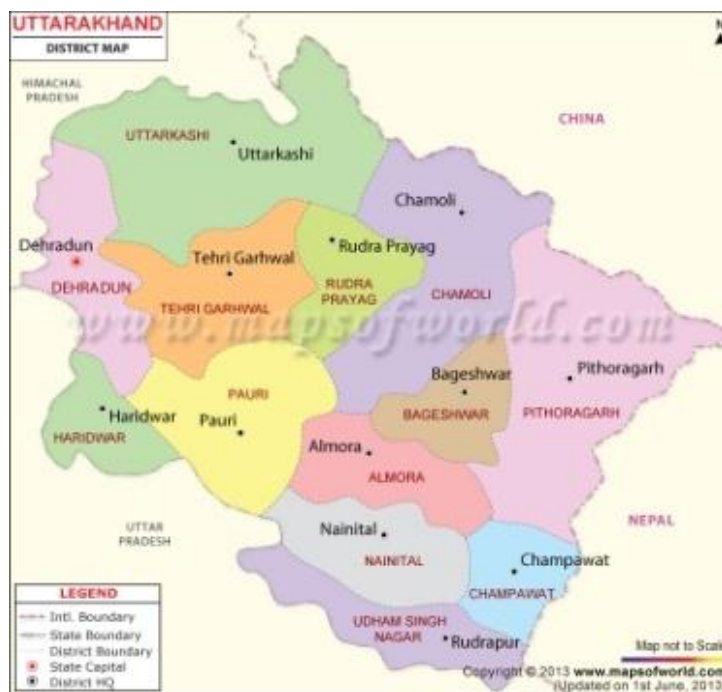 UTTARAKHAND
DISTRICT MAP
N
HIMACHAL
PRADESH
CHINA
UTTARKASHI
Uttarkashi
Chamoli
Dehradun
DEHRADUN
Tehri Garhwal
TEHRI GARHWAL
Rudra Prayag
RUDRA
PRAYAG
CHAMOLI
www.mapsofworld.com
Haridwar
HARIDWAR
PAURI
Pauri
Bageshwar
BAGESHWAR
Pithoragarh
PITHORAGARH
Almora
ALMORA
UTTAR
PRADESH
Nainital
NAINITAL
NEPAL
Champawat
CHAMPAWAT
UDHAM SINGH
NAGAR
Rudrapur
LEGEND
Intl. Boundary
State Boundary
District Boundary
State Capital
District HQ
Map not to Scale
Copyright © 2013 www.mapsofworld.com
(Updated on 1st June, 2013)